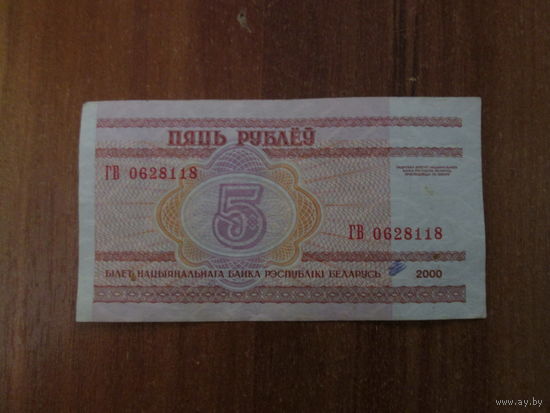 ПЯЦЬ РУБЛЁЎ
ГВ 0628118
5
ГВ 0628118
БІЛЕТ НАЦЫЯНАЛЬНАГА БАНКА РЭСПУБЛІКІ БЕЛАРУСЬ
2000
www.ay.by